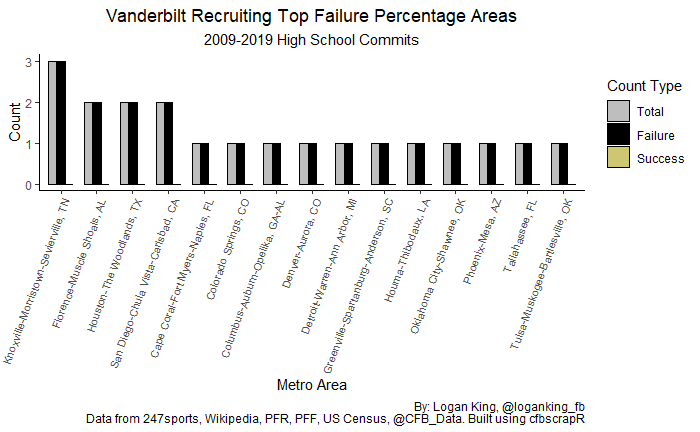 Vanderbilt Recruiting Top Failure Percentage Areas
2009-2019 High School Commits
Count
3
2
1
0
Knoxville-Morristown-Sevierville, TN
Florence-Muscle Shoals, AL
Houston-The Woodlands, TX
San Diego-Chula Vista-Carlsbad, CA
Cape Coral-Fort Myers-Naples, FL
Colorado Springs, CO
Columbus-Auburn-Opelika, GA-AL
Denver-Aurora, CO
Detroit-Warren-Ann Arbor, MI
Greenville-Spartanburg-Anderson, SC
Houma-Thibodaux, LA
Oklahoma City-Shawnee, OK
Phoenix-Mesa, AZ
Tallahassee, FL
Tulsa-Muskogee-Bartlesville, OK
Metro Area
Count Type
Total
Failure
Success
By: Logan King, @loganking_fb
Data from 247sports, Wikipedia, PFR, PFF, US Census, @CFB_Data. Built using cfbscrapR